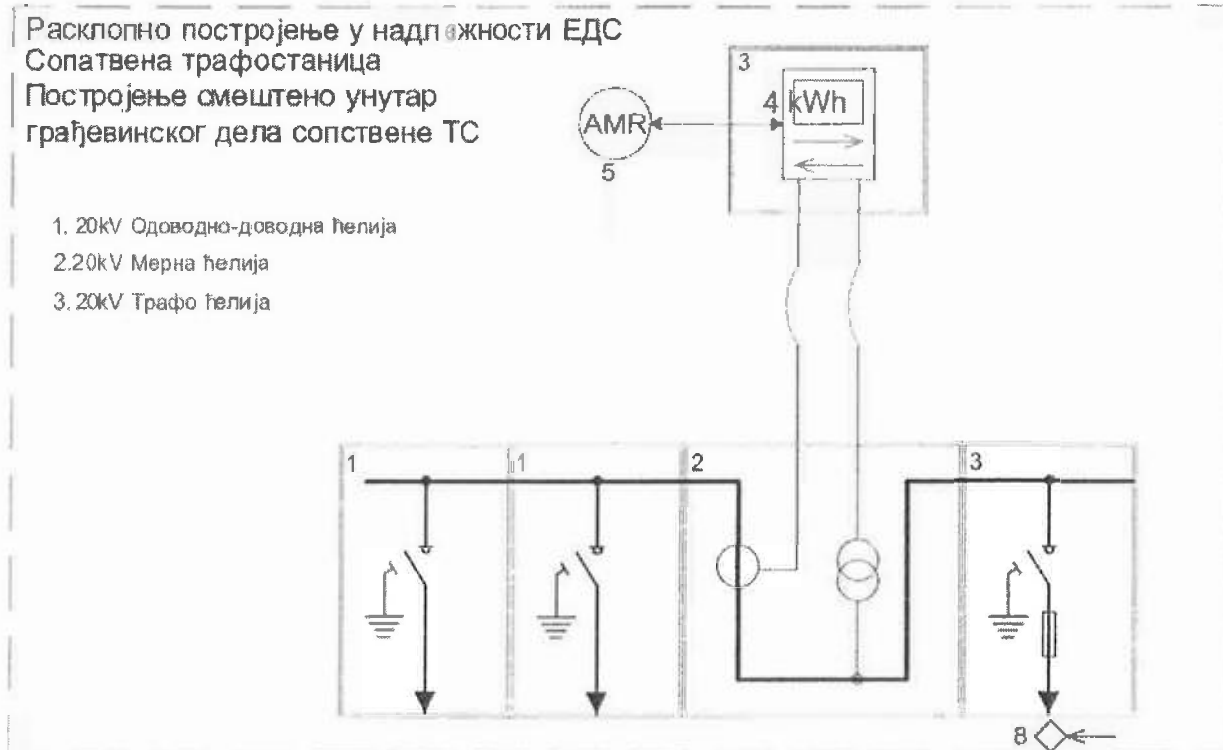 Расклопно постројење у надлежности ЕДС
Сопатвена трафостаница
Постројење смештено унутар
грађевинског дела сопствене ТС
1. 20kV Одоводно-доводна ћелија
2.20kV Мерна ћелија
3. 20kV Трафо ћелија
3
4 kWh
AMR
5
1
1
2
3
8